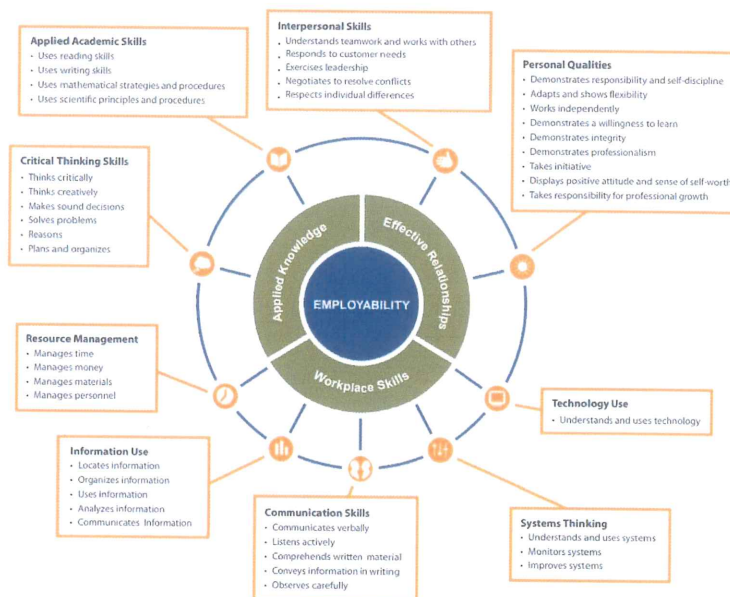 Interpersonal Skills
• Understands teamwork and works with others
• Responds to customer needs
• Exercises leadership
• Negotiates to resolve conflicts
• Respects individual differences
Applied Academic Skills
• Uses reading skills
• Uses writing skills
• Uses mathematical strategies and procedures
• Uses scientific principles and procedures
Personal Qualities
• Demonstrates responsibility and self-discipline
• Adapts and shows flexibility
• Works independently
• Demonstrates a willingness to learn
• Demonstrates integrity
• Demonstrates professionalism
• Takes initiative
• Displays positive attitude and sense of self-worth
• Takes responsibility for professional growth
Critical Thinking Skills
• Thinks critically
• Thinks creatively
• Makes sound decisions
• Solves problems
• Reasons
• Plans and organizes
Applied Knowledge
Effective Relationships
EMPLOYABILITY
Workplace Skills
Resource Management
• Manages time
• Manages money
• Manages materials
• Manages personnel
Technology Use
• Understands and uses technology
Information Use
• Locates information
• Organizes information
• Uses information
• Analyzes information
• Communicates Information
Communication Skills
• Communicates verbally
• Listens actively
• Comprehends written material
• Conveys information in writing
• Observes carefully
Systems Thinking
• Understands and uses systems
• Monitors systems
• Improves systems